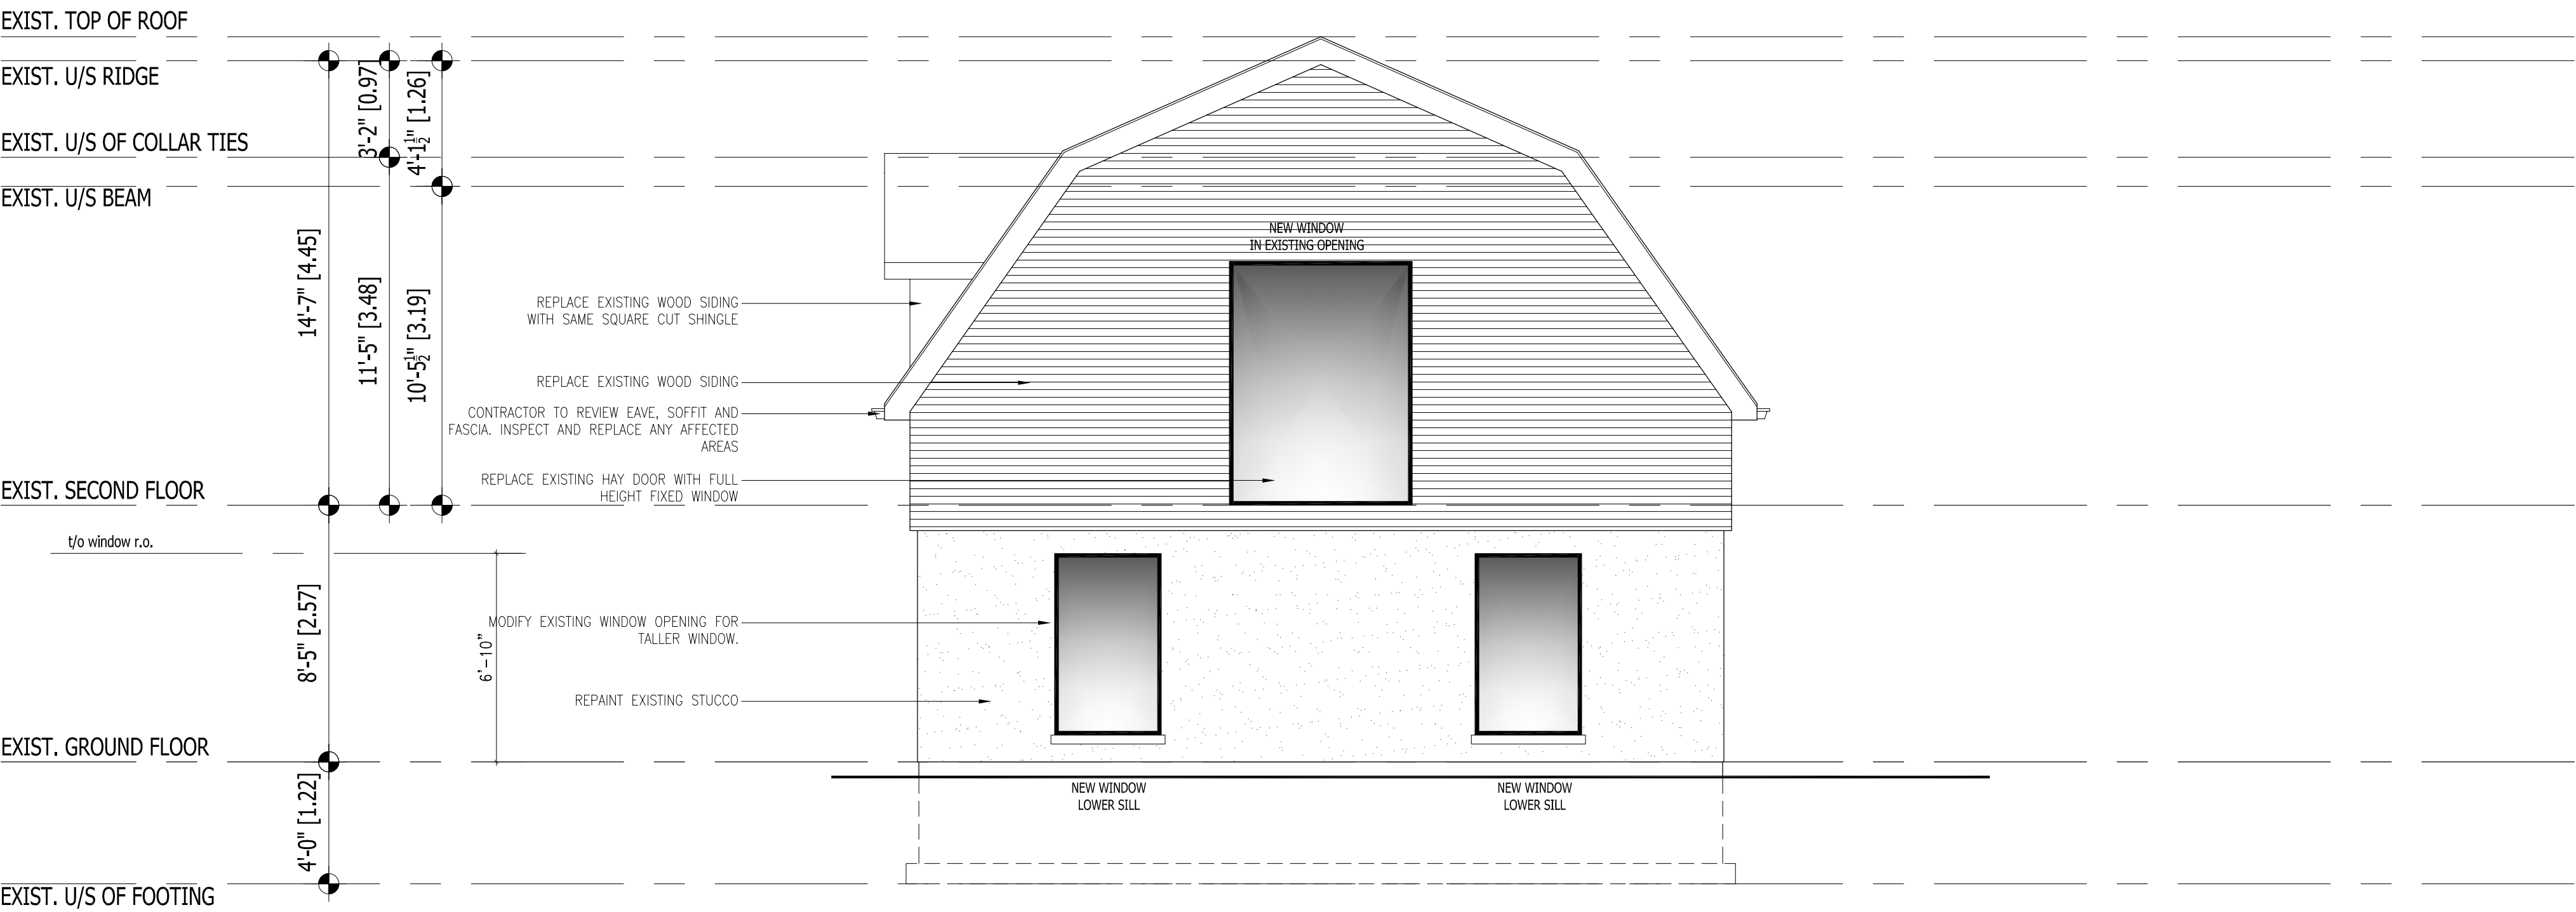 EXIST. TOP OF ROOF
EXIST. U/S RIDGE
EXIST. U/S OF COLLAR TIES
EXIST. U/S BEAM
3'-2" [0.97]
4'-1½" [1.26]
14'-7" [4.45]
11'-5" [3.48]
10'-5½" [3.19]
NEW WINDOW
IN EXISTING OPENING
REPLACE EXISTING WOOD SIDING
WITH SAME SQUARE CUT SHINGLE
REPLACE EXISTING WOOD SIDING
CONTRACTOR TO REVIEW EAVE, SOFFIT AND
FASCIA. INSPECT AND REPLACE ANY AFFECTED
AREAS
REPLACE EXISTING HAY DOOR WITH FULL
HEIGHT FIXED WINDOW
EXIST. SECOND FLOOR
t/o window r.o.
8'-5" [2.57]
6'-10"
MODIFY EXISTING WINDOW OPENING FOR
TALLER WINDOW.
REPAINT EXISTING STUCCO
EXIST. GROUND FLOOR
4'-0" [1.22]
NEW WINDOW
LOWER SILL
NEW WINDOW
LOWER SILL
EXIST. U/S OF FOOTING